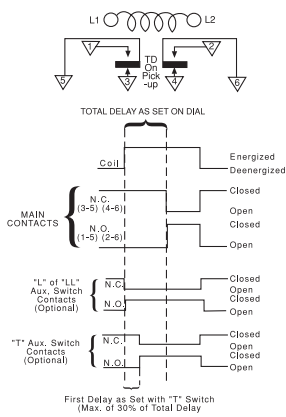 L1 L2
1 2
TD
On
Pick
-up
5 3 4 6
TOTAL DELAY AS SET ON DIAL
Coil
Energized
Deenergized
MAIN
CONTACTS
N.C.
(3-5) (4-6)
Closed
Open
N.O.
(1-5) (2-6)
Closed
Open
"L" of "LL"
Aux, Switch
Contacts
(Optional)
N.C.
Closed
Open
N.O.
Closed
Open
"T" Aux. Switch
Contacts
(Optional)
N.C.
Closed
Open
N.O.
Closed
Open
First Delay as Set with "T" Switch
(Max. of 30% of Total Delay